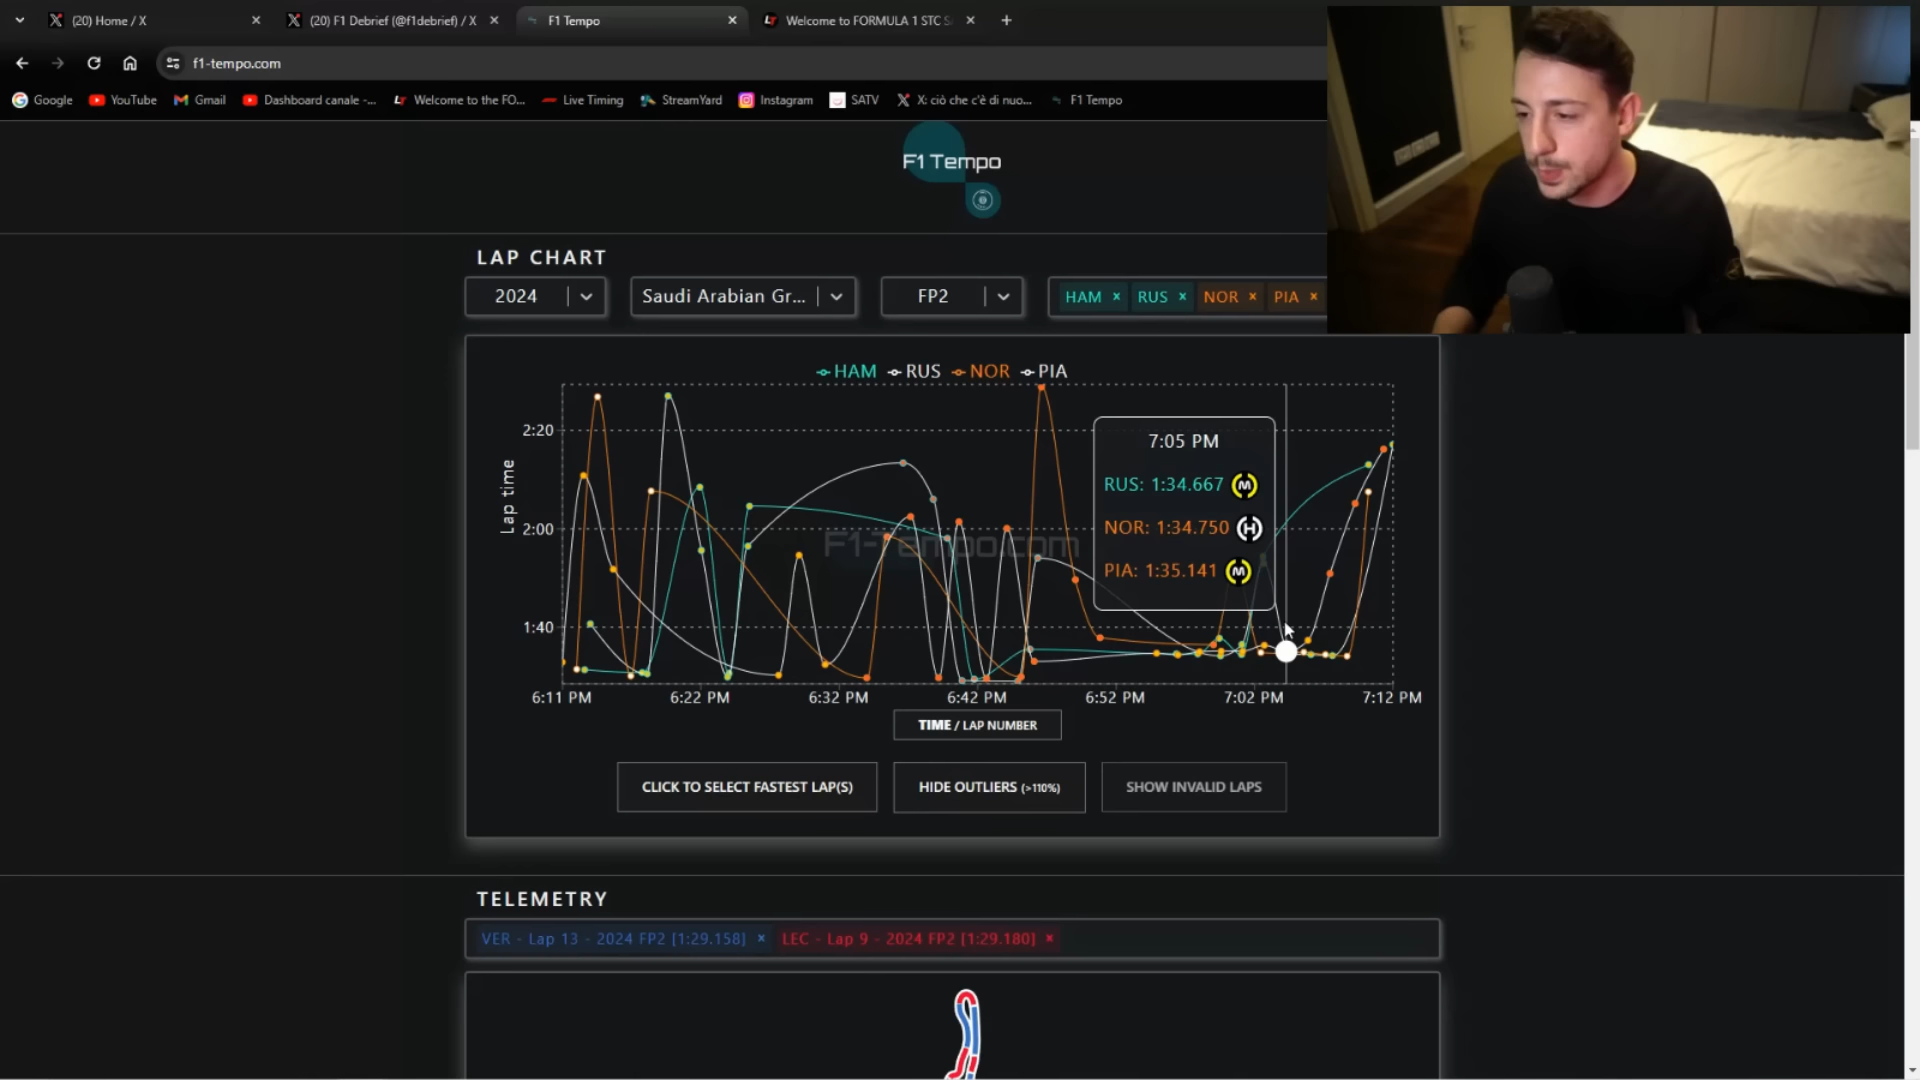 (20) Home / X
(20) F1 Debrief (@f1debrief) / X
F1 Tempo
Welcome to FORMULA 1 STC S
f1-tempo.com
Google
YouTube
Gmail
Dashboard canale -...
Welcome to the FO...
Live Timing
StreamYard
Instagram
SATV
X: ciò che c'è di nuo...
F1 Tempo
F1 Tempo
LAP CHART
2024
Saudi Arabian Gr...
FP2
HAM ×
RUS ×
NOR ×
PIA ×
HAM RUS NOR PIA
Lap time
2:20
2:00
1:40
F1-Tempo.com
7:05 PM
RUS: 1:34.667 M
NOR: 1:34.750 H
PIA: 1:35.141 M
6:11 PM 6:22 PM 6:32 PM 6:42 PM 6:52 PM 7:02 PM 7:12 PM
TIME / LAP NUMBER
CLICK TO SELECT FASTEST LAP(S)
HIDE OUTLIERS (>110%)
SHOW INVALID LAPS
TELEMETRY
VER - Lap 13 - 2024 FP2 [1:29.158] ×
LEC - Lap 9 - 2024 FP2 [1:29.180] ×